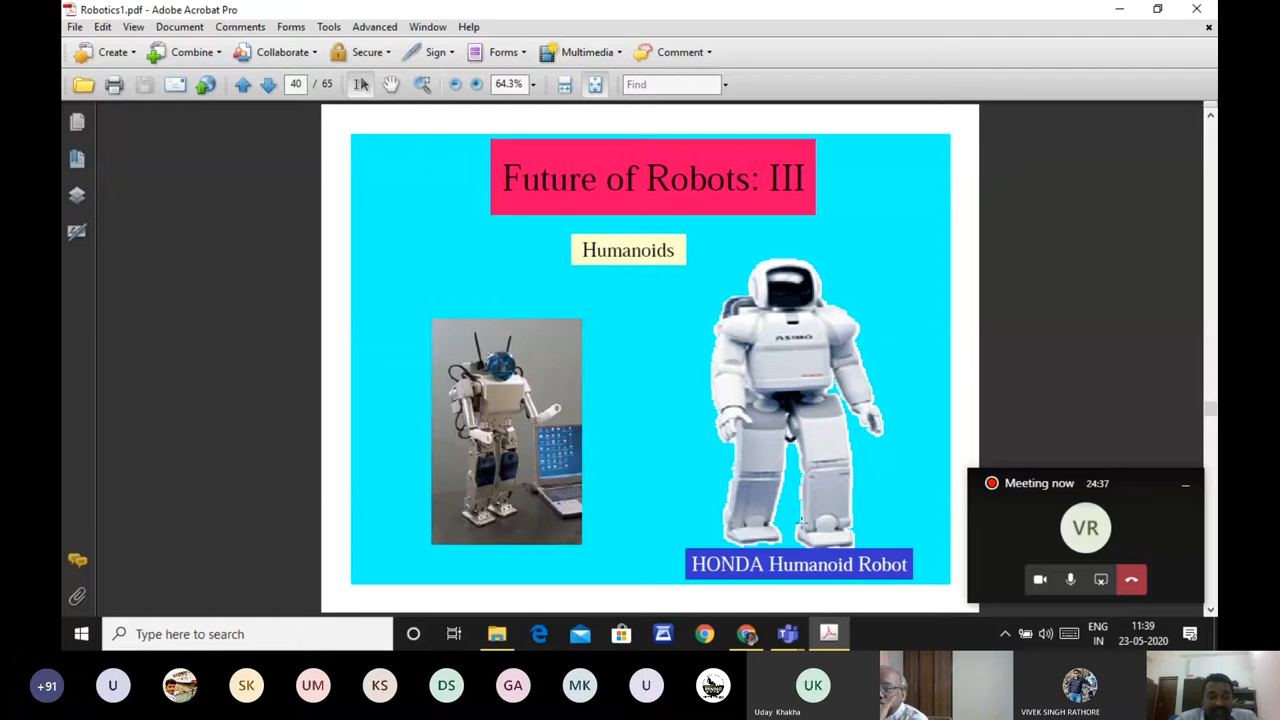 Robotics1.pdf - Adobe Acrobat Pro
File Edit View Document Comments Forms Tools Advanced Window Help
Create Combine Collaborate Secure Sign Forms Multimedia Comment
40 / 65 64.3% Find
Future of Robots: III
Humanoids
ASIMO
HONDA Humanoid Robot
Meeting now 24:37
VR
Type here to search
ENG
IN
11:39
23-05-2020
+91 U SK UM KS DS GA MK U UK
Uday Khakha
VIVEK SINGH RATHORE